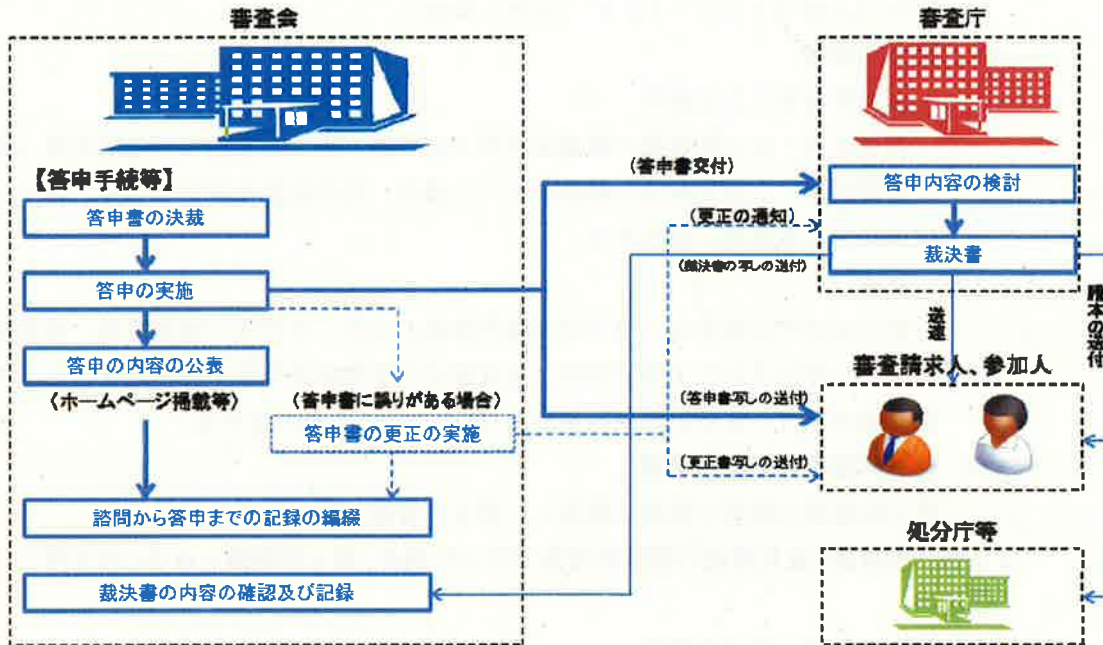 審査会
審査庁
【答申手続等】
答申書の決裁
答申の実施
答申の内容の公表
(ホームページ掲載等)
(答申書に誤りがある場合)
答申書の更正の実施
諮問から答申までの記録の編綴
裁決書の内容の確認及び記録
(答申書交付)
(更正の通知)
(裁決書の写しの送付)
答申内容の検討
裁決書
送達
謄本の送付
審査請求人、参加人
(答申書写しの送付)
(更正書写しの送付)
処分庁等